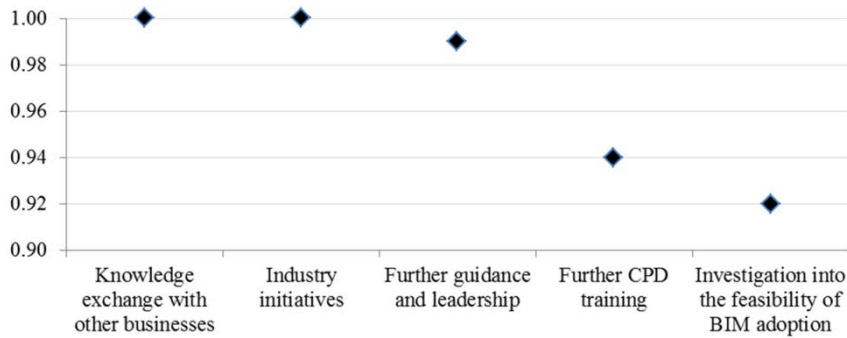 1.00
0.98
0.96
0.94
0.92
0.90
Knowledge
exchange with
other businesses
Industry
initiatives
Further guidance
and leadership
Further CPD
training
Investigation into
the feasibility of
BIM adoption